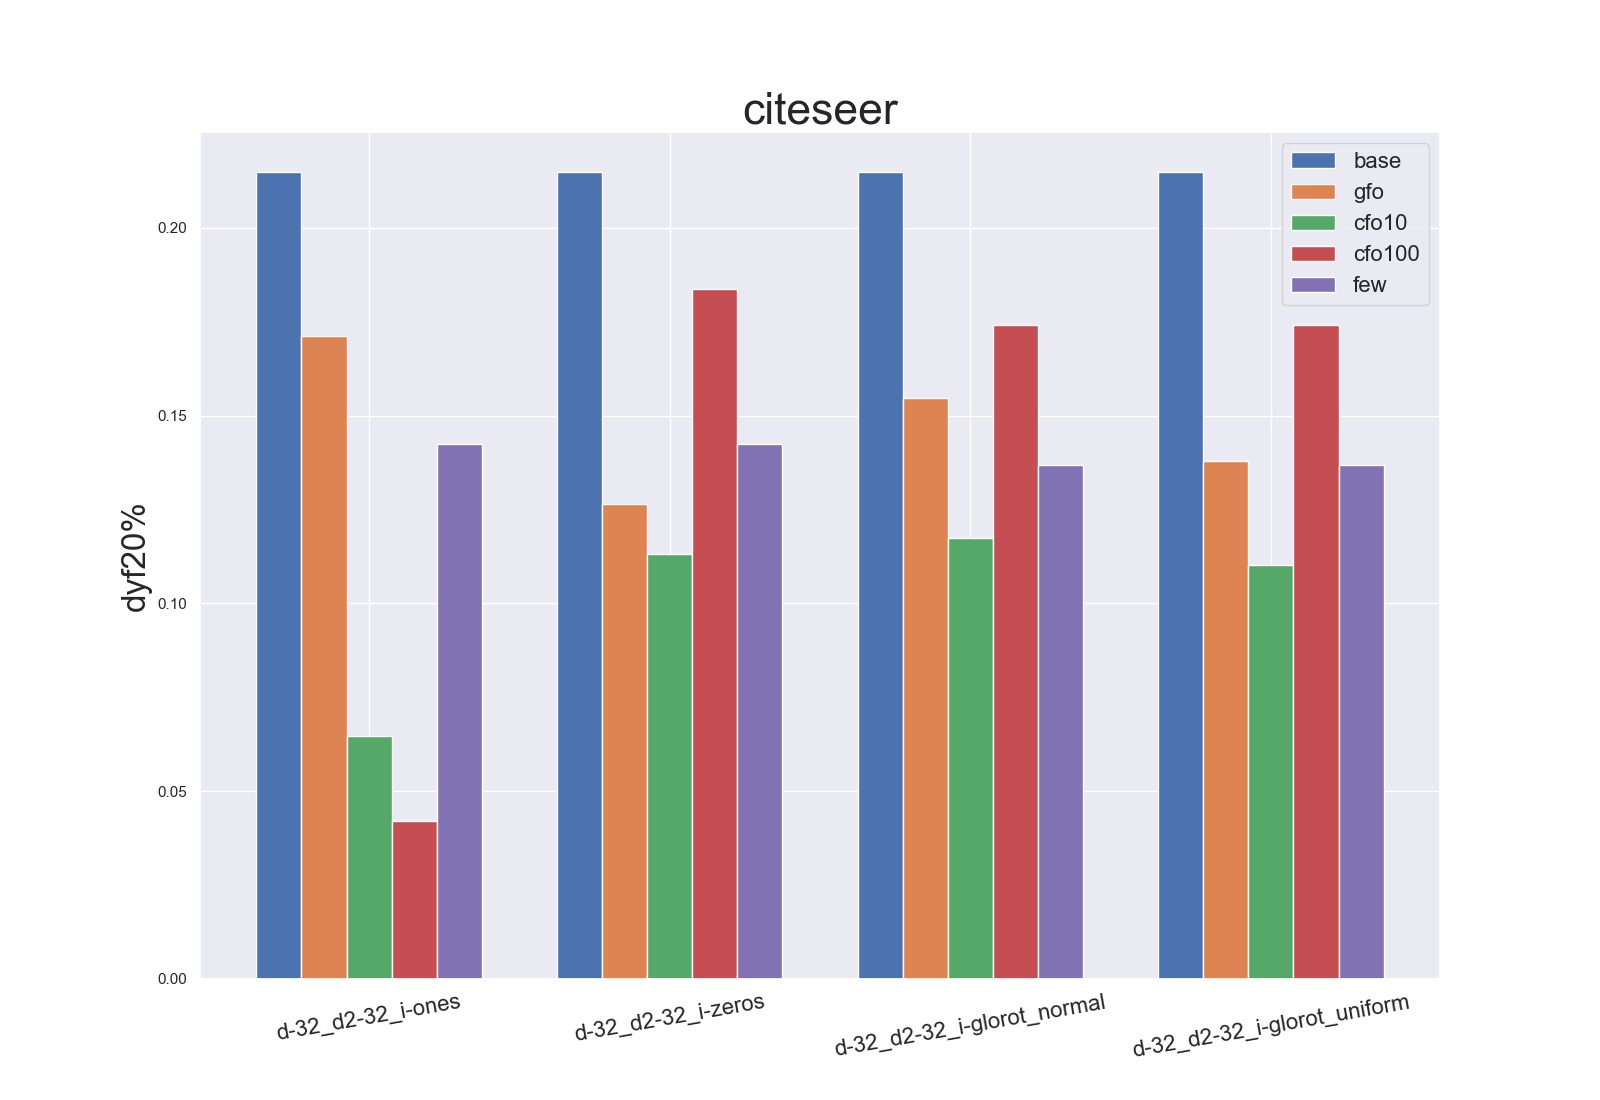 citeseer
base
gfo
cfo10
cfo100
few
dyf20%
0.20
0.15
0.10
0.05
0.00
d-32_d2-32_i-ones
d-32_d2-32_i-zeros
d-32_d2-32_i-glorot_normal
d-32_d2-32_i-glorot_uniform